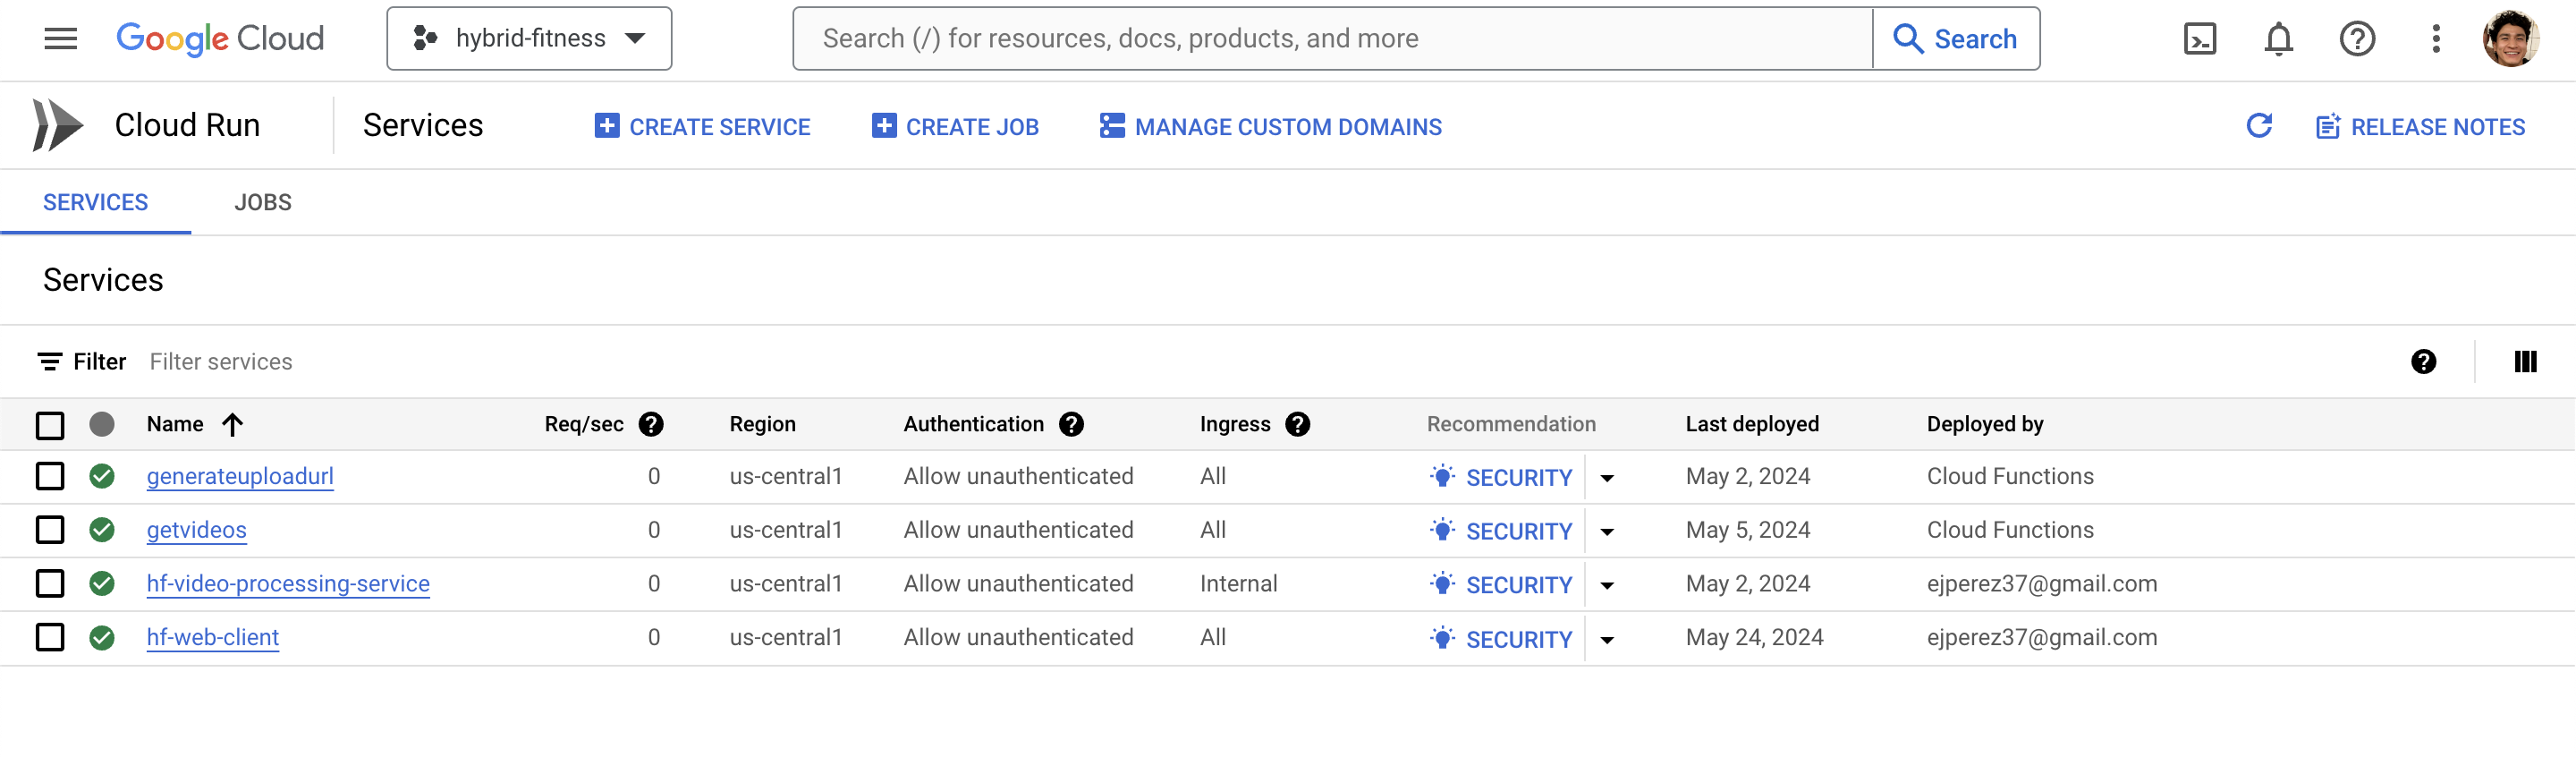 Google Cloud hybrid-fitness Search (/) for resources, docs, products, and more Search
Cloud Run Services CREATE SERVICE CREATE JOB MANAGE CUSTOM DOMAINS RELEASE NOTES
SERVICES JOBS
Services
Filter Filter services
Name Req/sec Region Authentication Ingress Recommendation Last deployed Deployed by
generateuploadurl 0 us-central1 Allow unauthenticated All SECURITY May 2, 2024 Cloud Functions
getvideos 0 us-central1 Allow unauthenticated All SECURITY May 5, 2024 Cloud Functions
hf-video-processing-service 0 us-central1 Allow unauthenticated Internal SECURITY May 2, 2024 ejperez37@gmail.com
hf-web-client 0 us-central1 Allow unauthenticated All SECURITY May 24, 2024 ejperez37@gmail.com